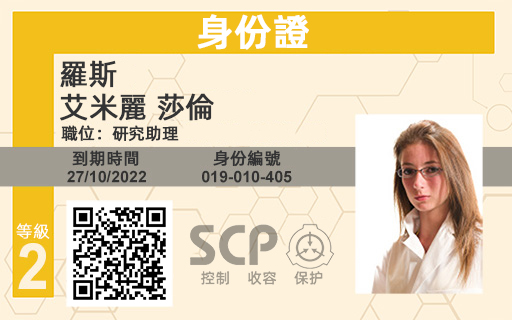 身份證
羅斯
艾米麗 莎倫
職位：研究助理
到期時間 身份編號
27/10/2022 019-010-405
等級
2
SCP
控制 收容 保护